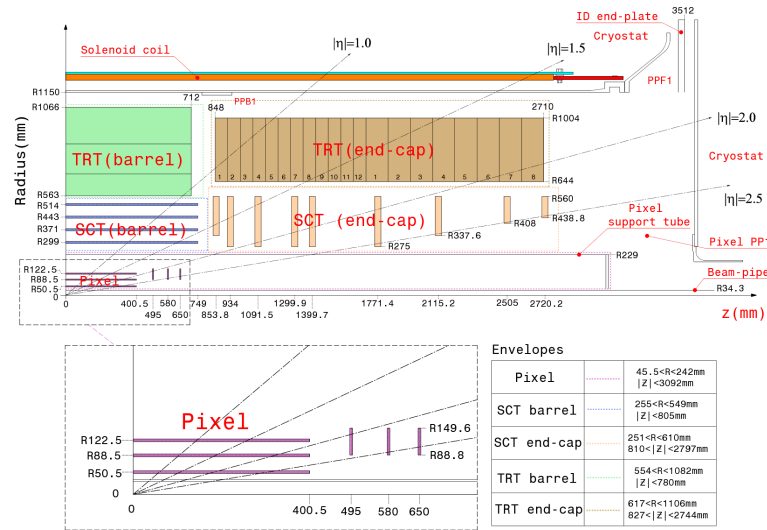 3512
ID end-plate
Cryostat
|η|=1.0
|η|=1.5
Solenoid coil
PPF1
R1150
712
PPB1
R1066
848
2710
R1004
|η|=2.0
TRT(barrel)
TRT(end-cap)
1 2 3 4 5 6 7 8 9 10 11 12 1 2 3 4 5 6 7 8
Cryostat
Radius(mm)
R644
R563
R560
|η|=2.5
R514
R443
R438.8
Pixel
support tube
SCT(barrel)
SCT (end-cap)
R408
R371
R337.6
R299
R275
Pixel PP1
R229
R122.5
R88.5
Pixel
Beam-pipe
R50.5
R34.3
0
0
400.5
580
749
934
1299.9
1771.4
2115.2
2505
2720.2
z(mm)
495
650
853.8
1091.5
1399.7
Pixel
R122.5
R149.6
R88.5
R88.8
R50.5
0
0
400.5
495
580
650
Envelopes
Pixel 45.5<R<242mm
|Z|<3092mm
SCT barrel 255<R<549mm
|Z|<805mm
SCT end-cap 251<R<610mm
810<|Z|<2797mm
TRT barrel 554<R<1082mm
|Z|<780mm
TRT end-cap 617<R<1106mm
827<|Z|<2744mm